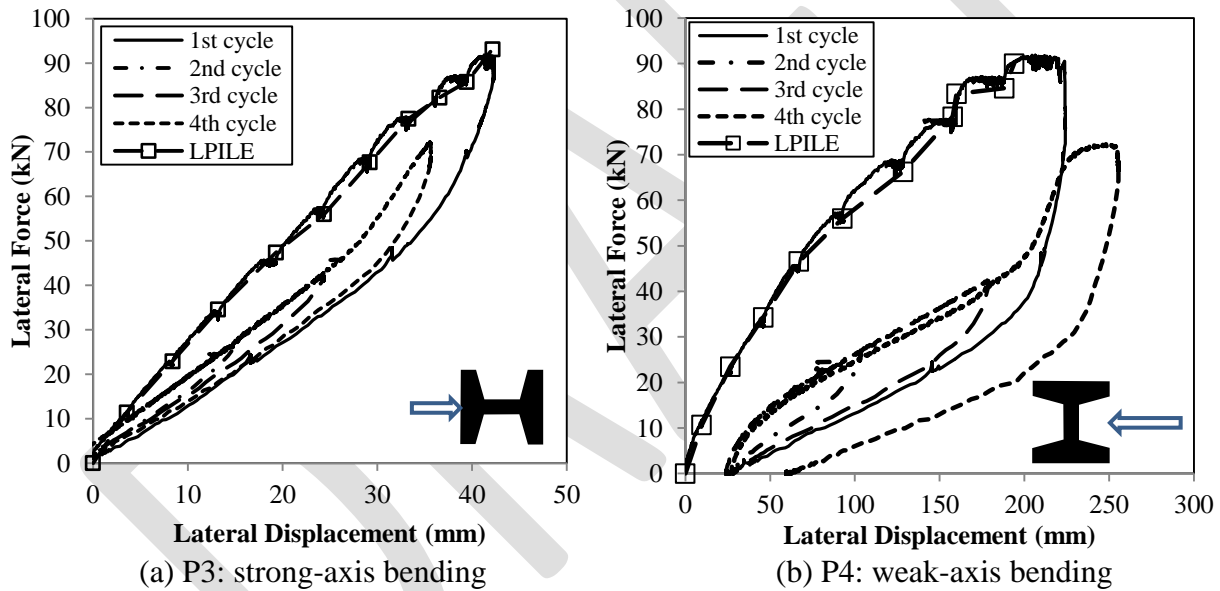 100
90
80
70
60
50
40
30
20
10
0
Lateral Force (kN)
1st cycle
2nd cycle
3rd cycle
4th cycle
LPILE
0 10 20 30 40 50
Lateral Displacement (mm)
(a) P3: strong-axis bending
100
90
80
70
60
50
40
30
20
10
0
Lateral Force (kN)
1st cycle
2nd cycle
3rd cycle
4th cycle
LPILE
0 50 100 150 200 250 300
Lateral Displacement (mm)
(b) P4: weak-axis bending